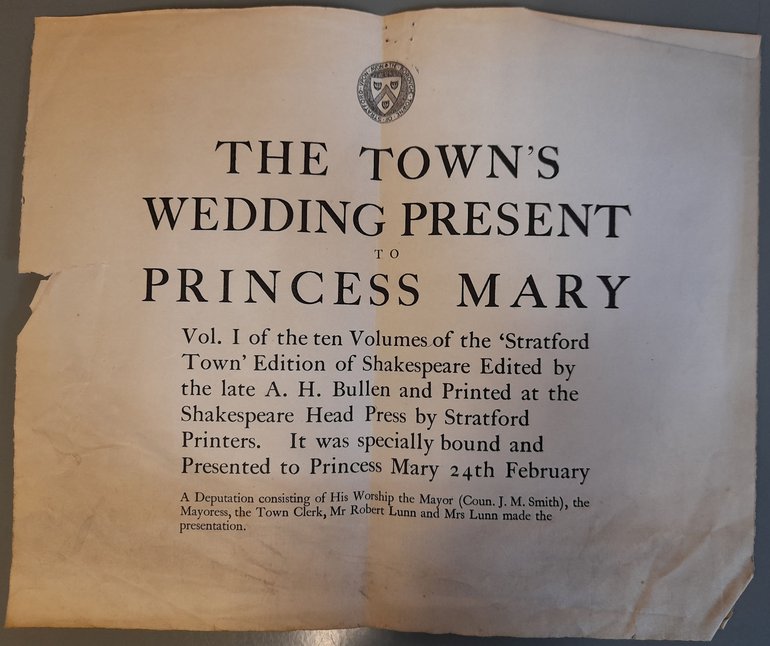 THE TOWN'S
WEDDING PRESENT
TO
PRINCESS MARY
Vol. I of the ten Volumes of the 'Stratford
Town' Edition of Shakespeare Edited by
the late A. H. Bullen and Printed at the
Shakespeare Head Press by Stratford
Printers. It was specially bound and
Presented to Princess Mary 24th February
A Deputation consisting of His Worship the Mayor (Coun. J. M. Smith), the
Mayoress, the Town Clerk, Mr Robert Lunn and Mrs Lunn made the
presentation.